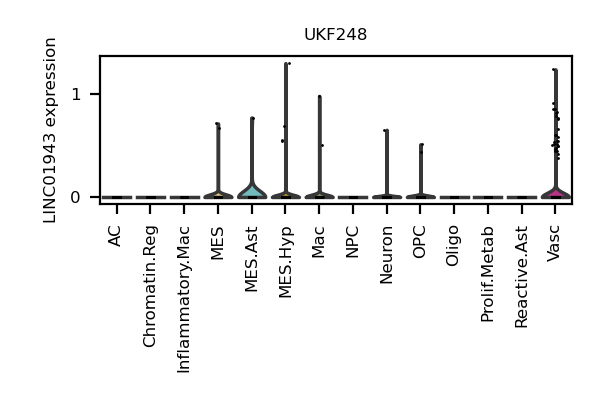 UKF248
LINC01943 expression
1
0
AC
Chromatin.Reg
Inflammatory.Mac
MES
MES.Ast
MES.Hyp
Mac
NPC
Neuron
OPC
Oligo
Prolif.Metab
Reactive.Ast
Vasc